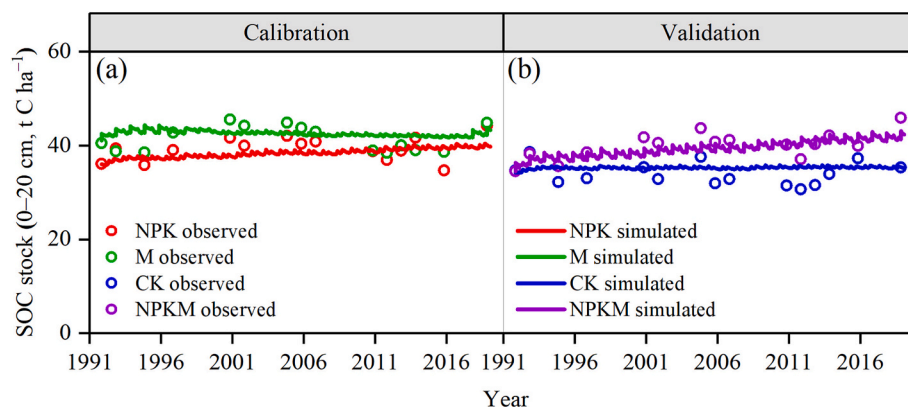 Calibration
Validation
SOC stock (0–20 cm, t C ha⁻¹)
60
40
20
0
(a)
(b)
NPK observed
M observed
CK observed
NPKM observed
NPK simulated
M simulated
CK simulated
NPKM simulated
1991 1996 2001 2006 2011 2016 1991 1996 2001 2006 2011 2016
Year